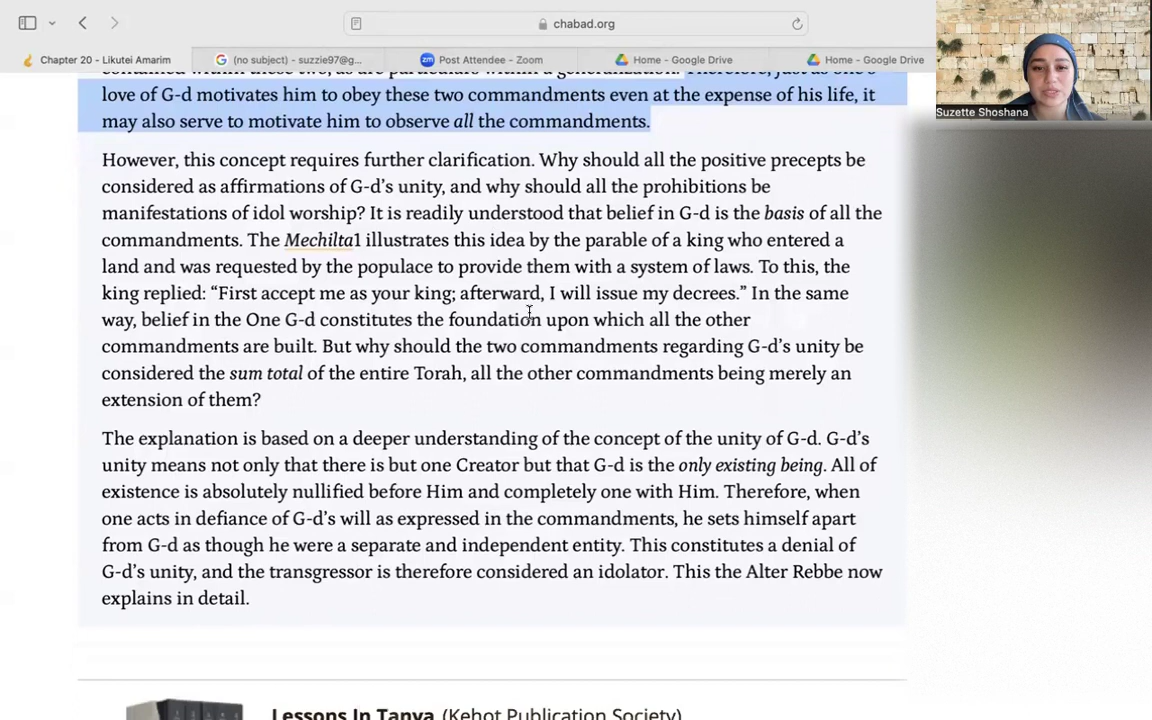 chabad.org
Chapter 20 - Likutei Amarim
(no subject) - suzzie97@g...
Post Attendee - Zoom
Home - Google Drive
Home - Google Drive
Suzette Shoshana
contained within these two, as are particulars within a generalization. Therefore, just as one's
love of G-d motivates him to obey these two commandments even at the expense of his life, it
may also serve to motivate him to observe all the commandments.
However, this concept requires further clarification. Why should all the positive precepts be
considered as affirmations of G-d’s unity, and why should all the prohibitions be
manifestations of idol worship? It is readily understood that belief in G-d is the basis of all the
commandments. The Mechilta1 illustrates this idea by the parable of a king who entered a
land and was requested by the populace to provide them with a system of laws. To this, the
king replied: “First accept me as your king; afterward, I will issue my decrees.” In the same
way, belief in the One G-d constitutes the foundation upon which all the other
commandments are built. But why should the two commandments regarding G-d’s unity be
considered the sum total of the entire Torah, all the other commandments being merely an
extension of them?
The explanation is based on a deeper understanding of the concept of the unity of G-d. G-d’s
unity means not only that there is but one Creator but that G-d is the only existing being. All of
existence is absolutely nullified before Him and completely one with Him. Therefore, when
one acts in defiance of G-d’s will as expressed in the commandments, he sets himself apart
from G-d as though he were a separate and independent entity. This constitutes a denial of
G-d’s unity, and the transgressor is therefore considered an idolator. This the Alter Rebbe now
explains in detail.
Lessons In Tanya (Kehot Publication Society)